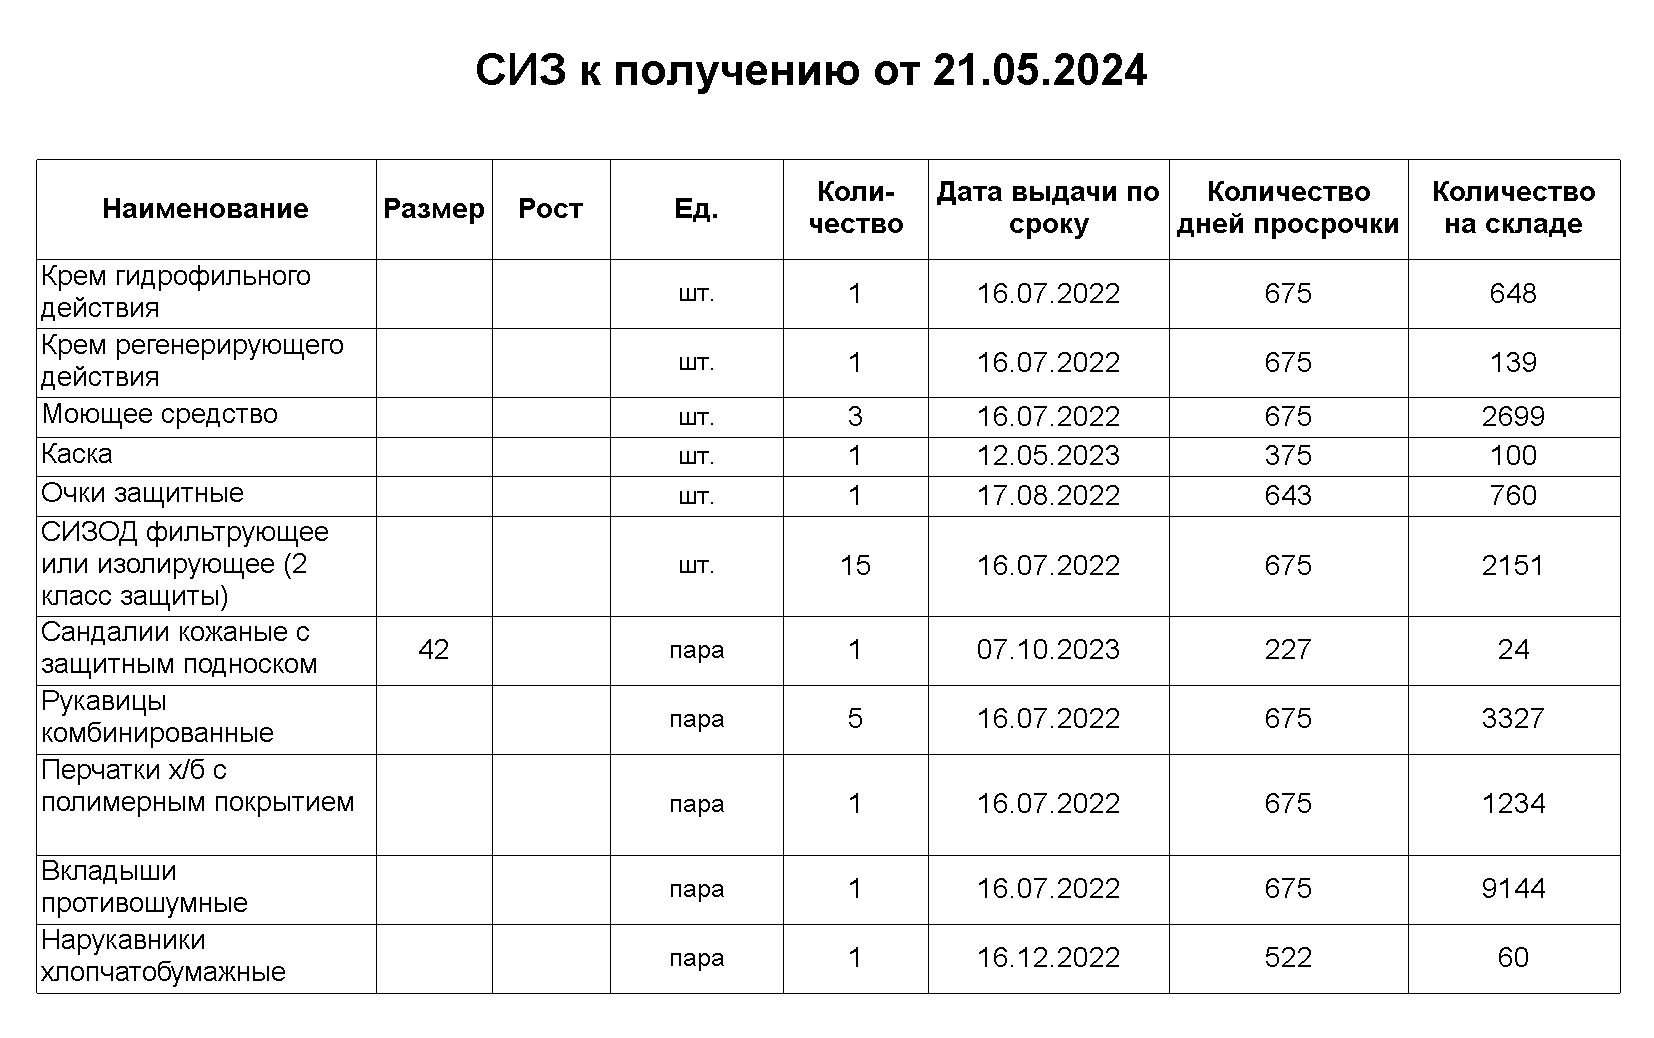 СИЗ к получению от 21.05.2024
Наименование Размер Рост Ед. Коли- Дата выдачи по Количество Количество
чество сроку дней просрочки на складе
Крем гидрофильного
действия шт. 1 16.07.2022 675 648
Крем регенерирующего
действия шт. 1 16.07.2022 675 139
Моющее средство шт. 3 16.07.2022 675 2699
Каска шт. 1 12.05.2023 375 100
Очки защитные шт. 1 17.08.2022 643 760
СИЗОД фильтрующее
или изолирующее (2 шт. 15 16.07.2022 675 2151
класс защиты)
Сандалии кожаные с
защитным подноском 42 пара 1 07.10.2023 227 24
Рукавицы
комбинированные пара 5 16.07.2022 675 3327
Перчатки х/б с
полимерным покрытием пара 1 16.07.2022 675 1234
Вкладыши
противошумные пара 1 16.07.2022 675 9144
Нарукавники
хлопчатобумажные пара 1 16.12.2022 522 60